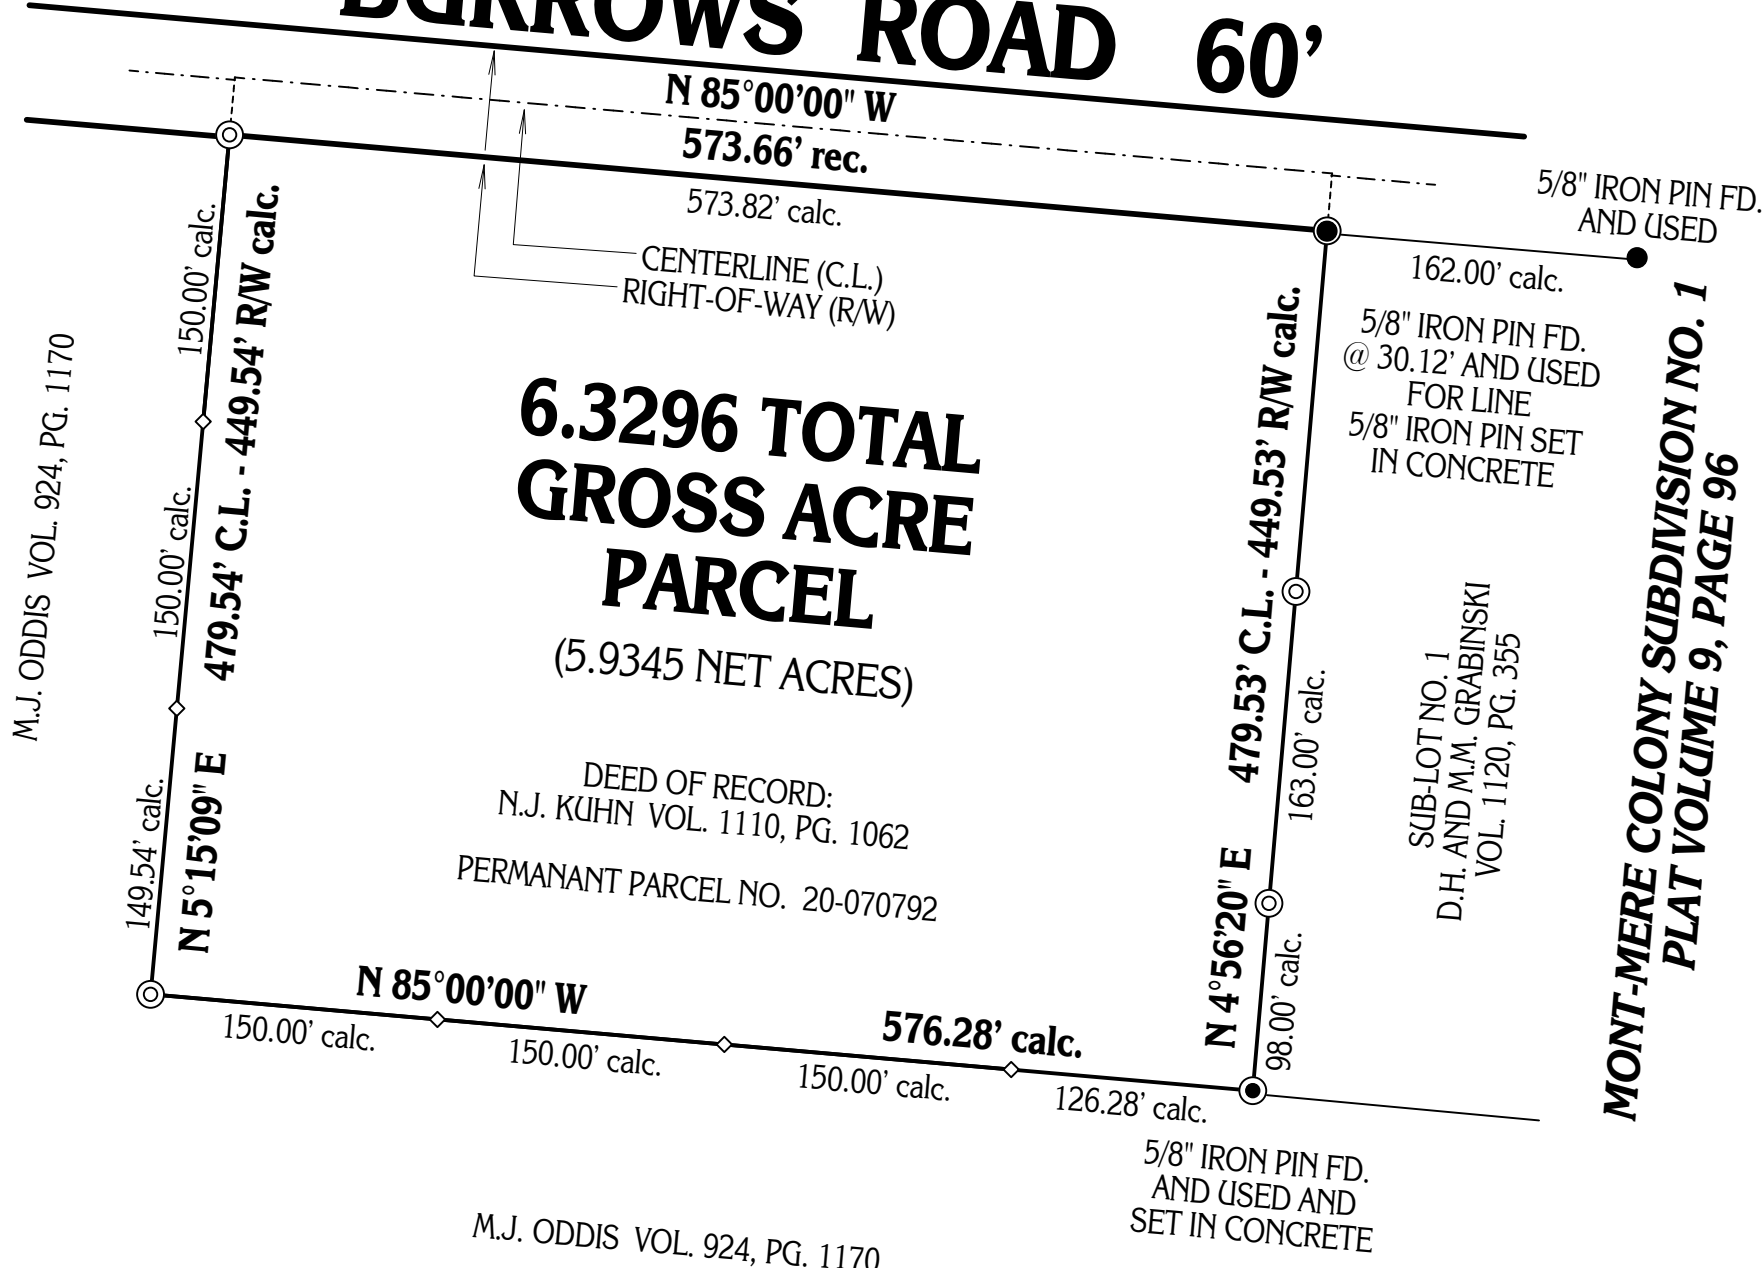 BURROWS ROAD 60’
N 85°00’00" W
573.66’ rec.
573.82’ calc.
CENTERLINE (C.L.)
RIGHT-OF-WAY (R/W)
5/8" IRON PIN FD.
AND USED
162.00’ calc.
5/8" IRON PIN FD.
@ 30.12’ AND USED
FOR LINE
5/8" IRON PIN SET
IN CONCRETE
150.00’ calc.
150.00’ calc.
149.54’ calc.
N 5°15’09" E 479.54’ C.L. - 449.54’ R/W calc.
M.J. ODDIS VOL. 924, PG. 1170
6.3296 TOTAL
GROSS ACRE
PARCEL
(5.9345 NET ACRES)
DEED OF RECORD:
N.J. KUHN VOL. 1110, PG. 1062
PERMANANT PARCEL NO. 20-070792
N 4°56’20" E 479.53’ C.L. - 449.53’ R/W calc.
163.00’ calc.
98.00’ calc.
SUB-LOT NO. 1
D.H. AND M.M. GRABINSKI
VOL. 1120, PG. 355
MONT-MERE COLONY SUBDIVISION NO. 1
PLAT VOLUME 9, PAGE 96
N 85°00’00" W
576.28’ calc.
150.00’ calc.
150.00’ calc.
150.00’ calc.
126.28’ calc.
5/8" IRON PIN FD.
AND USED AND
SET IN CONCRETE
M.J. ODDIS VOL. 924, PG. 1170